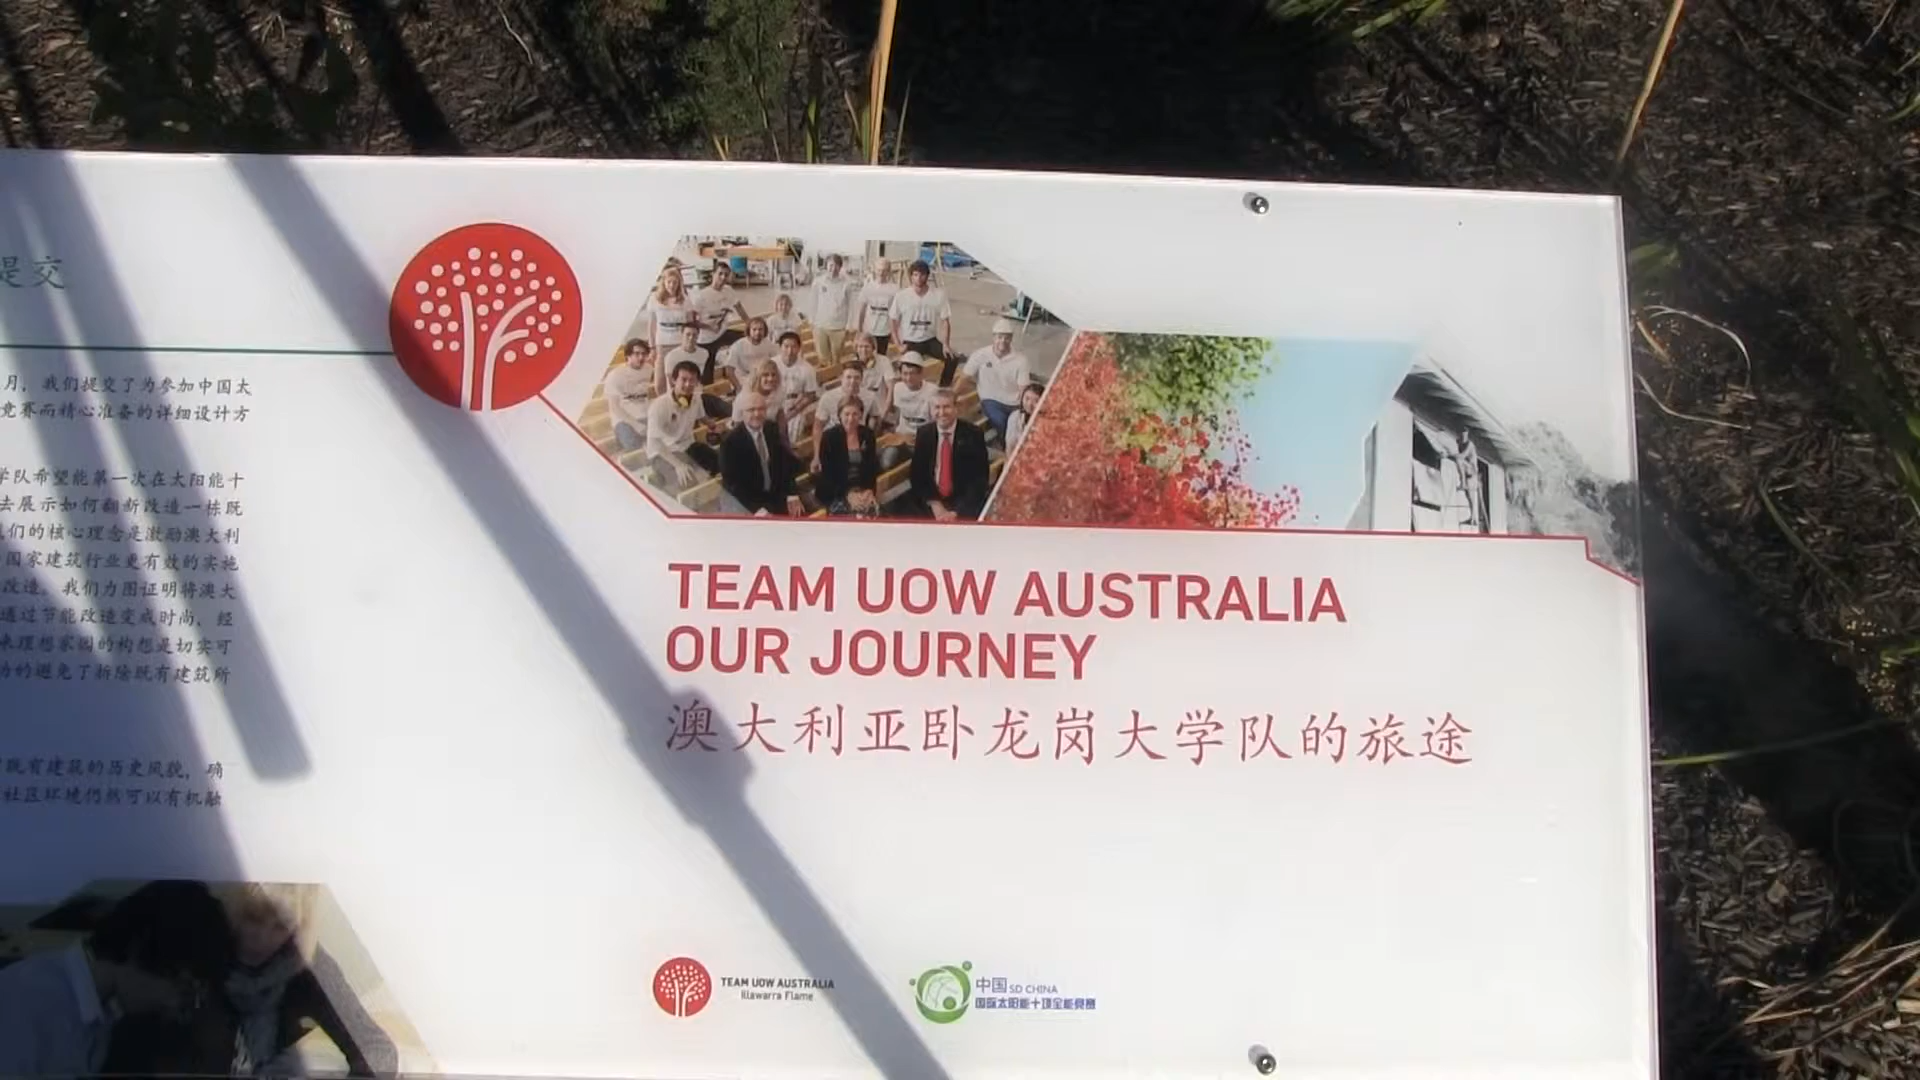 提交
月，我们提交了为参加中国太
竞赛而精心准备的详细设计方
学队希望能第一次在太阳能十
去展示如何翻新改造一栋既
们的核心理念是激励澳大利
国家建筑行业更有效的实施
改造。我们力图证明将澳大
通过节能改造变成时尚，经
来理想家园的构想是切实可
功的避免了拆除既有建筑所
既有建筑的历史风貌，确
社区环境仍然可以有机融
TEAM UOW AUSTRALIA
OUR JOURNEY
澳大利亚卧龙岗大学队的旅途
TEAM UOW AUSTRALIA
Illawarra Flame
中国 SD CHINA
国际太阳能十项全能竞赛